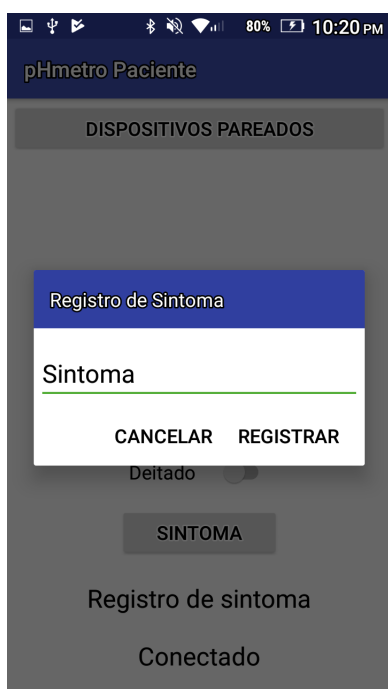 80% 10:20 PM
pHmetro Paciente
DISPOSITIVOS PAREADOS
Registro de Sintoma
Sintoma
CANCELAR REGISTRAR
Deitado
SINTOMA
Registro de sintoma
Conectado